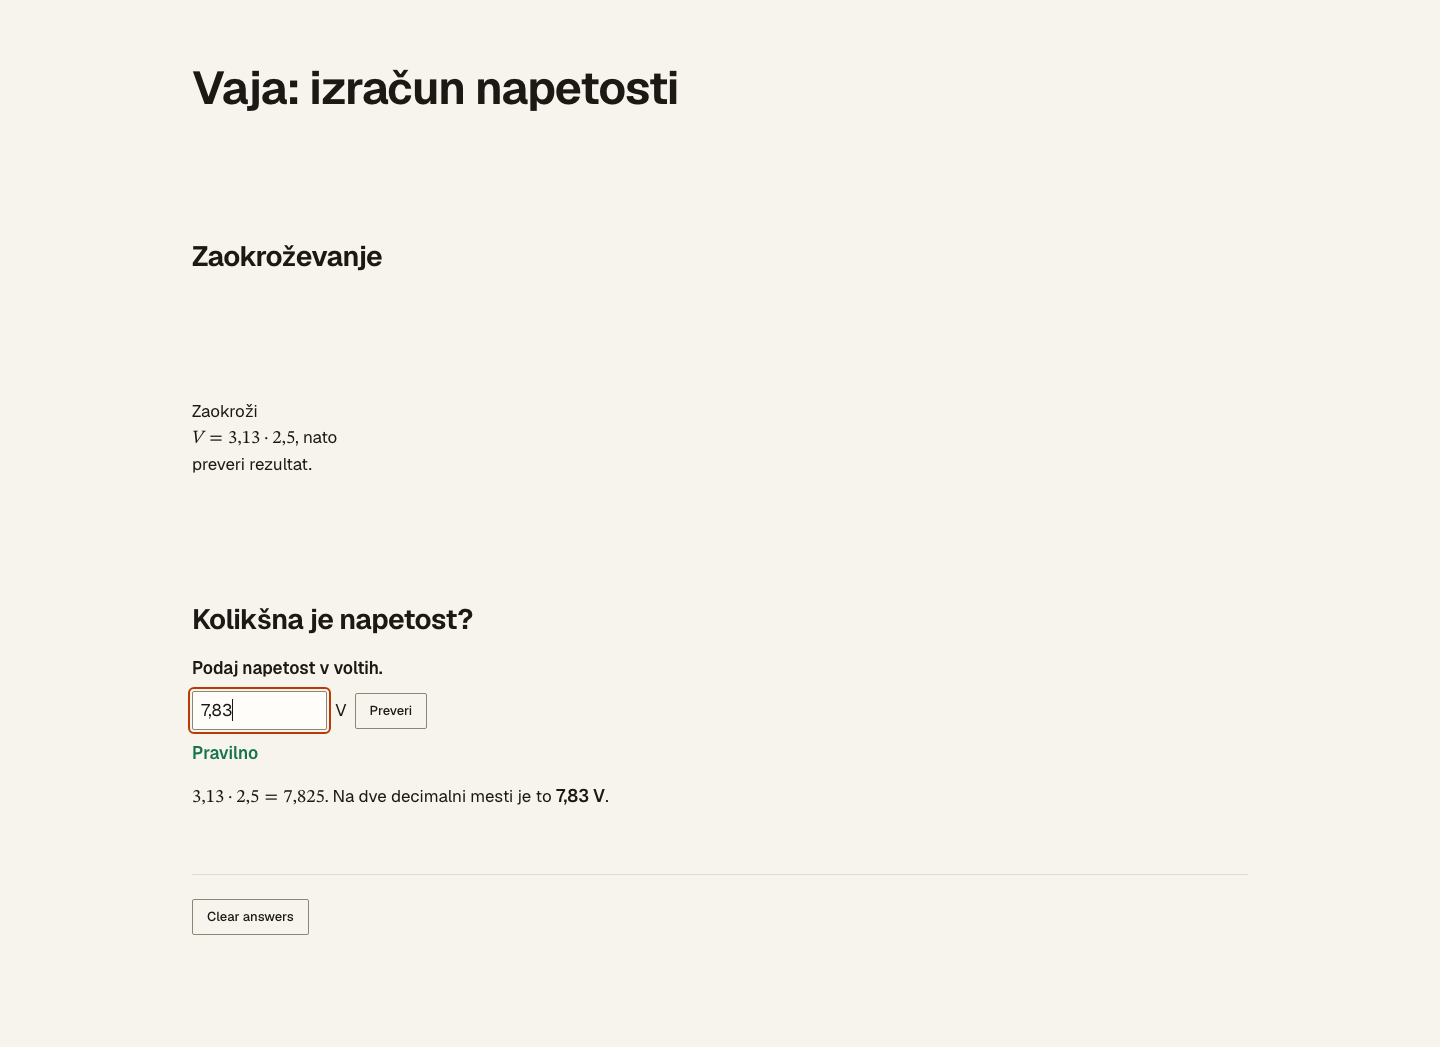 Vaja: izračun napetosti
Zaokroževanje
Zaokroži
V = 3,13 · 2,5, nato
preveri rezultat.
Kolikšna je napetost?
Podaj napetost v voltih.
7,83 V Preveri
Pravilno
3,13 · 2,5 = 7,825. Na dve decimalni mesti je to 7,83 V.
Clear answers